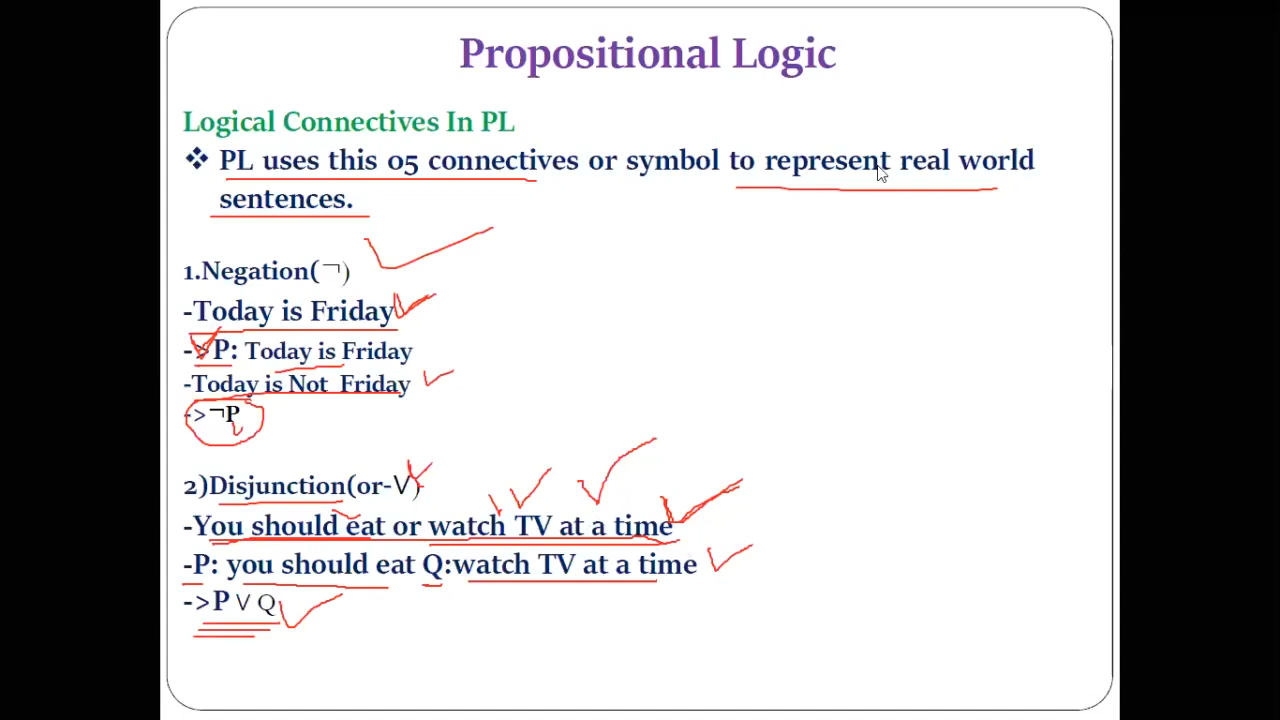 Propositional Logic
Logical Connectives In PL
❖ PL uses this 05 connectives or symbol to represent real world
sentences.
1.Negation(¬)
-Today is Friday
->P: Today is Friday
-Today is Not Friday
->¬P
2)Disjunction(or-V)
-You should eat or watch TV at a time
-P: you should eat Q:watch TV at a time
->P V Q